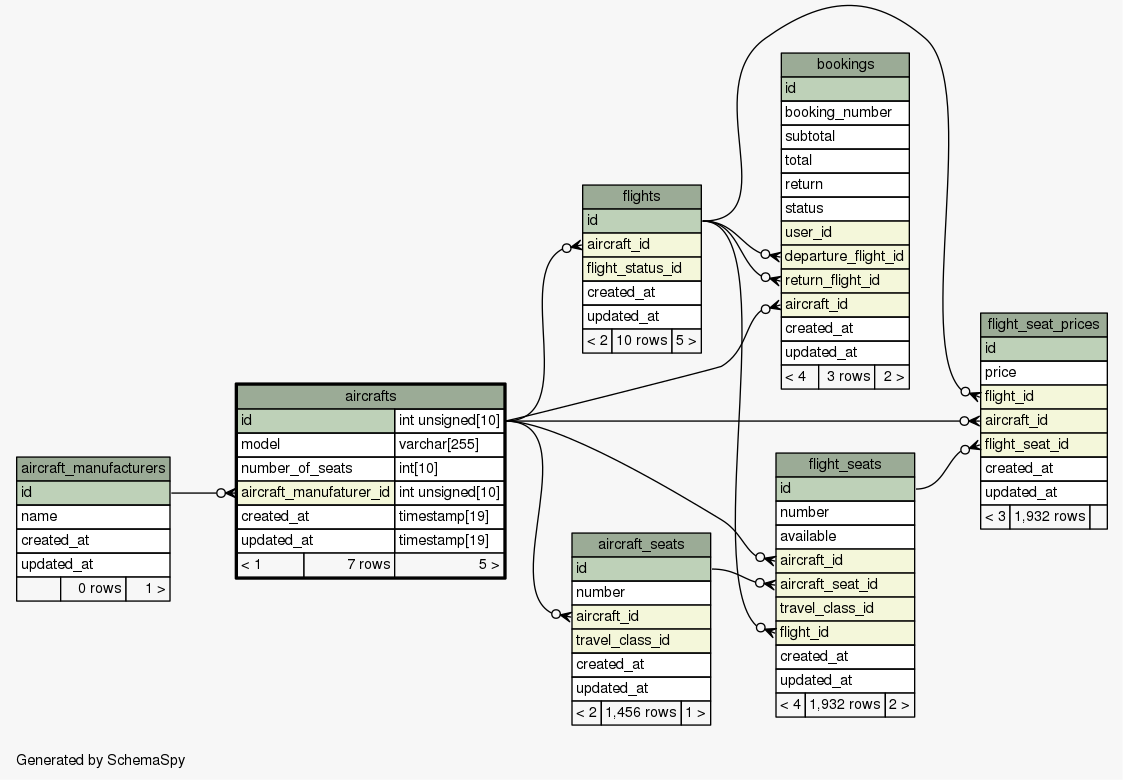 bookings
id
booking_number
subtotal
total
return
status
user_id
departure_flight_id
return_flight_id
aircraft_id
created_at
updated_at
< 4 3 rows 2 >
flights
id
aircraft_id
flight_status_id
created_at
updated_at
< 2 10 rows 5 >
flight_seat_prices
id
price
flight_id
aircraft_id
flight_seat_id
created_at
updated_at
< 3 1,932 rows
aircrafts
id int unsigned[10]
model varchar[255]
number_of_seats int[10]
aircraft_manufaturer_id int unsigned[10]
created_at timestamp[19]
updated_at timestamp[19]
< 1 7 rows 5 >
aircraft_manufacturers
id
name
created_at
updated_at
0 rows 1 >
flight_seats
id
number
available
aircraft_id
aircraft_seat_id
travel_class_id
flight_id
created_at
updated_at
< 4 1,932 rows 2 >
aircraft_seats
id
number
aircraft_id
travel_class_id
created_at
updated_at
< 2 1,456 rows 1 >
Generated by SchemaSpy